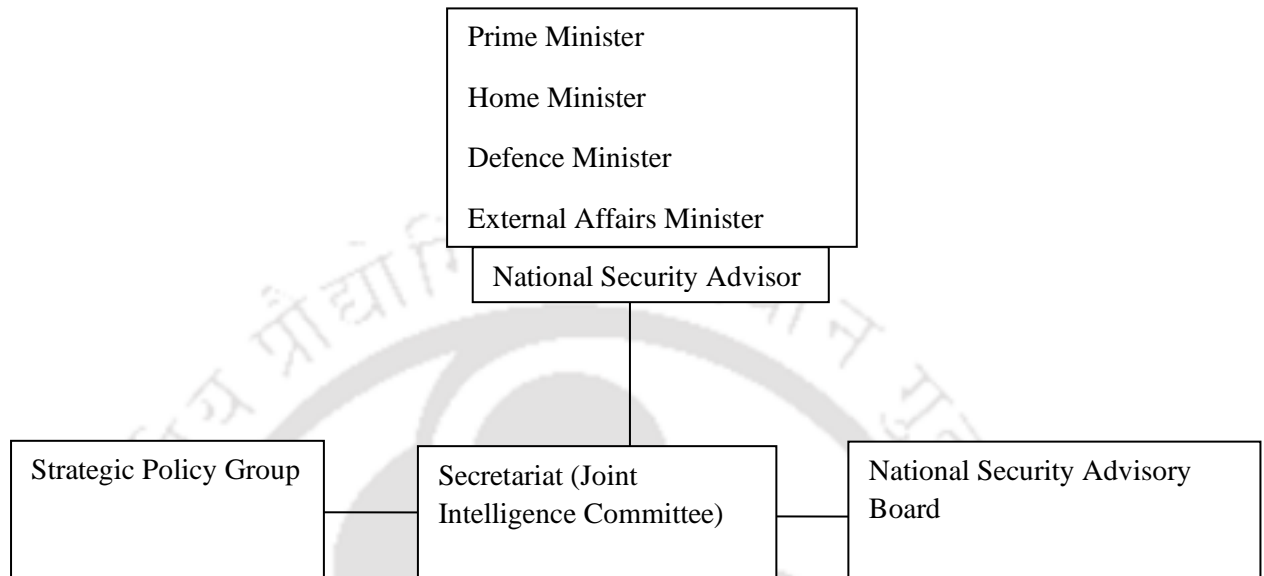 Prime Minister
Home Minister
Defence Minister
External Affairs Minister
National Security Advisor
Strategic Policy Group
Secretariat (Joint
Intelligence Committee)
National Security Advisory
Board